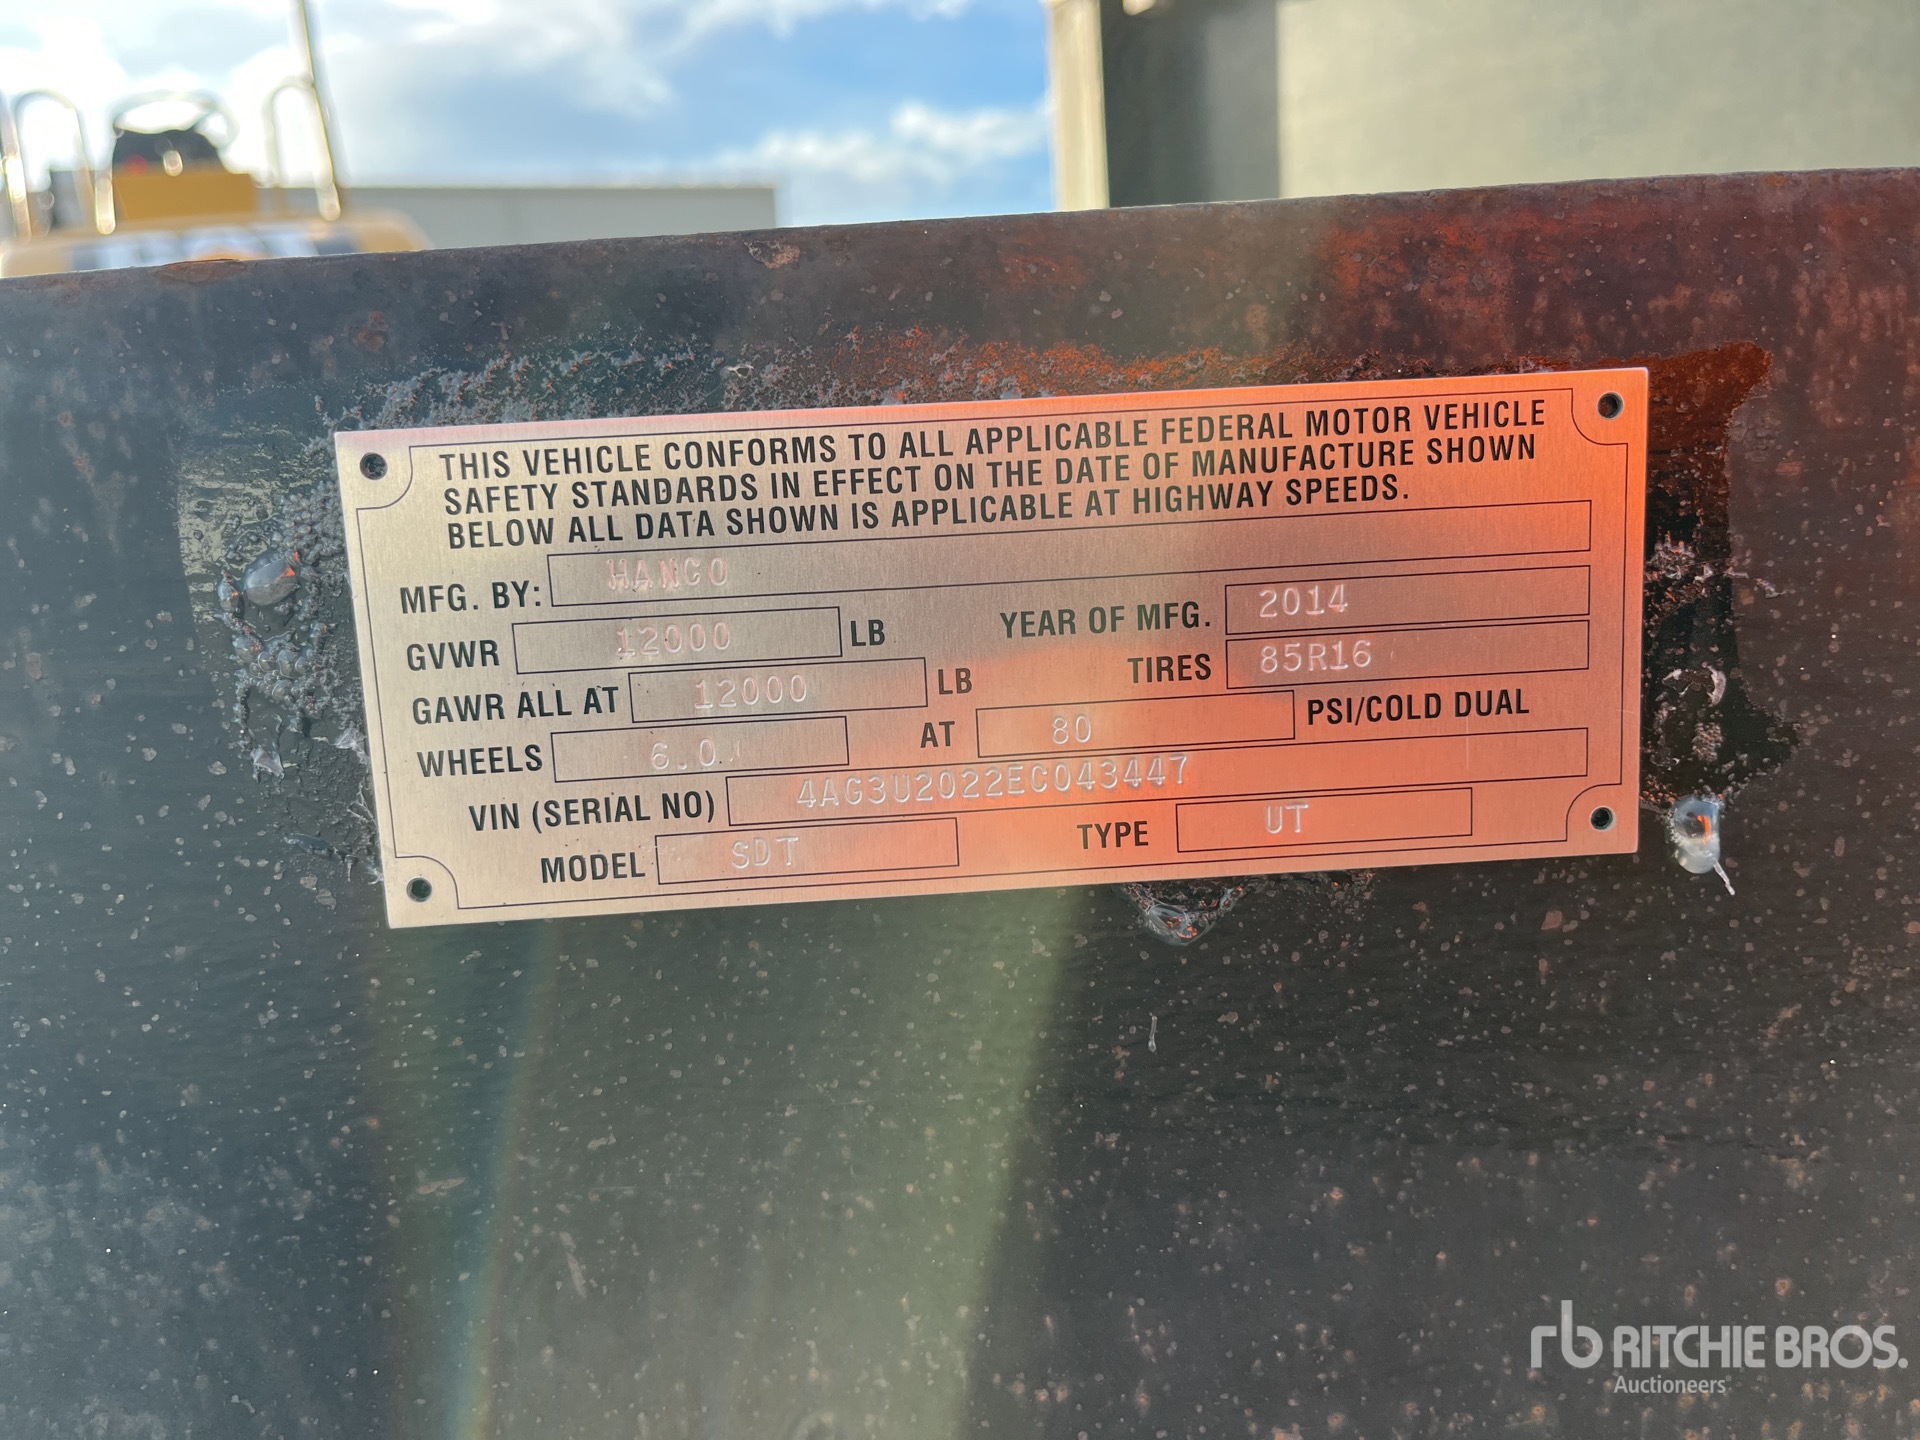 THIS VEHICLE CONFORMS TO ALL APPLICABLE FEDERAL MOTOR VEHICLE
SAFETY STANDARDS IN EFFECT ON THE DATE OF MANUFACTURE SHOWN
BELOW ALL DATA SHOWN IS APPLICABLE AT HIGHWAY SPEEDS.
MFG. BY: HANCO
GVWR 12000 LB YEAR OF MFG. 2014
GAWR ALL AT 12000 LB TIRES 85R16
WHEELS 6.0 AT 80 PSI/COLD DUAL
VIN (SERIAL NO) 4AG3U2022EC043447
MODEL SDT TYPE UT
rb RITCHIE BROS.
Auctioneers